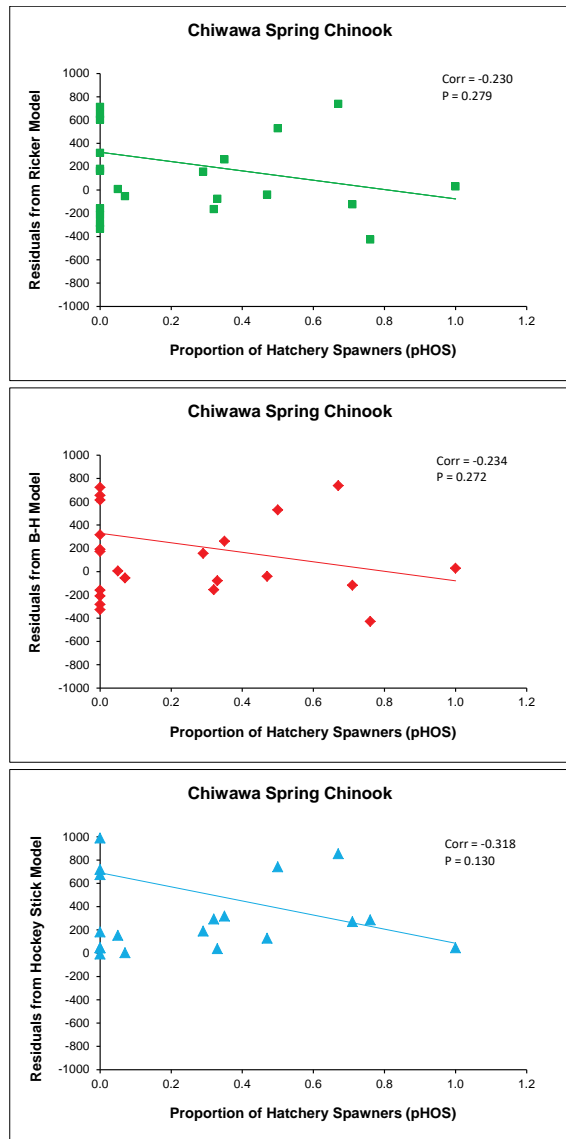 Chiwawa Spring Chinook
Corr = -0.230
P = 0.279
1000
800
600
400
200
0
-200
-400
-600
-800
-1000
Residuals from Ricker Model
0.0 0.2 0.4 0.6 0.8 1.0 1.2
Proportion of Hatchery Spawners (pHOS)
Chiwawa Spring Chinook
Corr = -0.234
P = 0.272
1000
800
600
400
200
0
-200
-400
-600
-800
-1000
Residuals from B-H Model
0.0 0.2 0.4 0.6 0.8 1.0 1.2
Proportion of Hatchery Spawners (pHOS)
Chiwawa Spring Chinook
Corr = -0.318
P = 0.130
1000
800
600
400
200
0
-200
-400
-600
-800
-1000
Residuals from Hockey Stick Model
0.0 0.2 0.4 0.6 0.8 1.0 1.2
Proportion of Hatchery Spawners (pHOS)